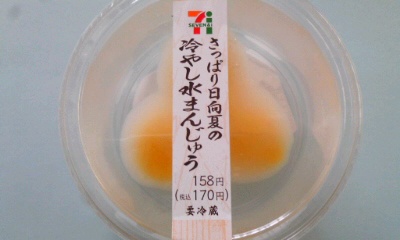 SEVEN&i
さっぱり日向夏の
冷やし水まんじゅう
158円
(税込170円)
要冷蔵